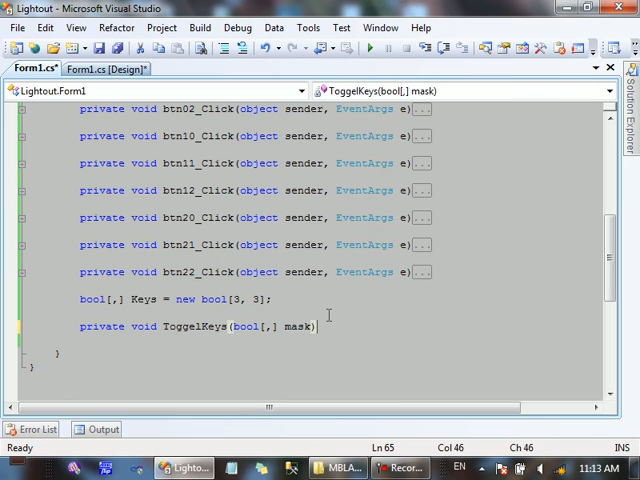 Lightout - Microsoft Visual Studio
File Edit View Refactor Project Build Debug Data Tools Test Window Help
Form1.cs* Form1.cs [Design]*
Lightout.Form1 ToggelKeys(bool[,] mask)
private void btn02_Click(object sender, EventArgs e)...
private void btn10_Click(object sender, EventArgs e)...
private void btn11_Click(object sender, EventArgs e)...
private void btn12_Click(object sender, EventArgs e)...
private void btn20_Click(object sender, EventArgs e)...
private void btn21_Click(object sender, EventArgs e)...
private void btn22_Click(object sender, EventArgs e)...
bool[,] Keys = new bool[3, 3];
private void ToggelKeys(bool[,] mask)
}
}
Properties
Error List Output
Ready Ln 65 Col 46 Ch 46 INS
Lighto... MBLA... Recor... EN 11:13 AM